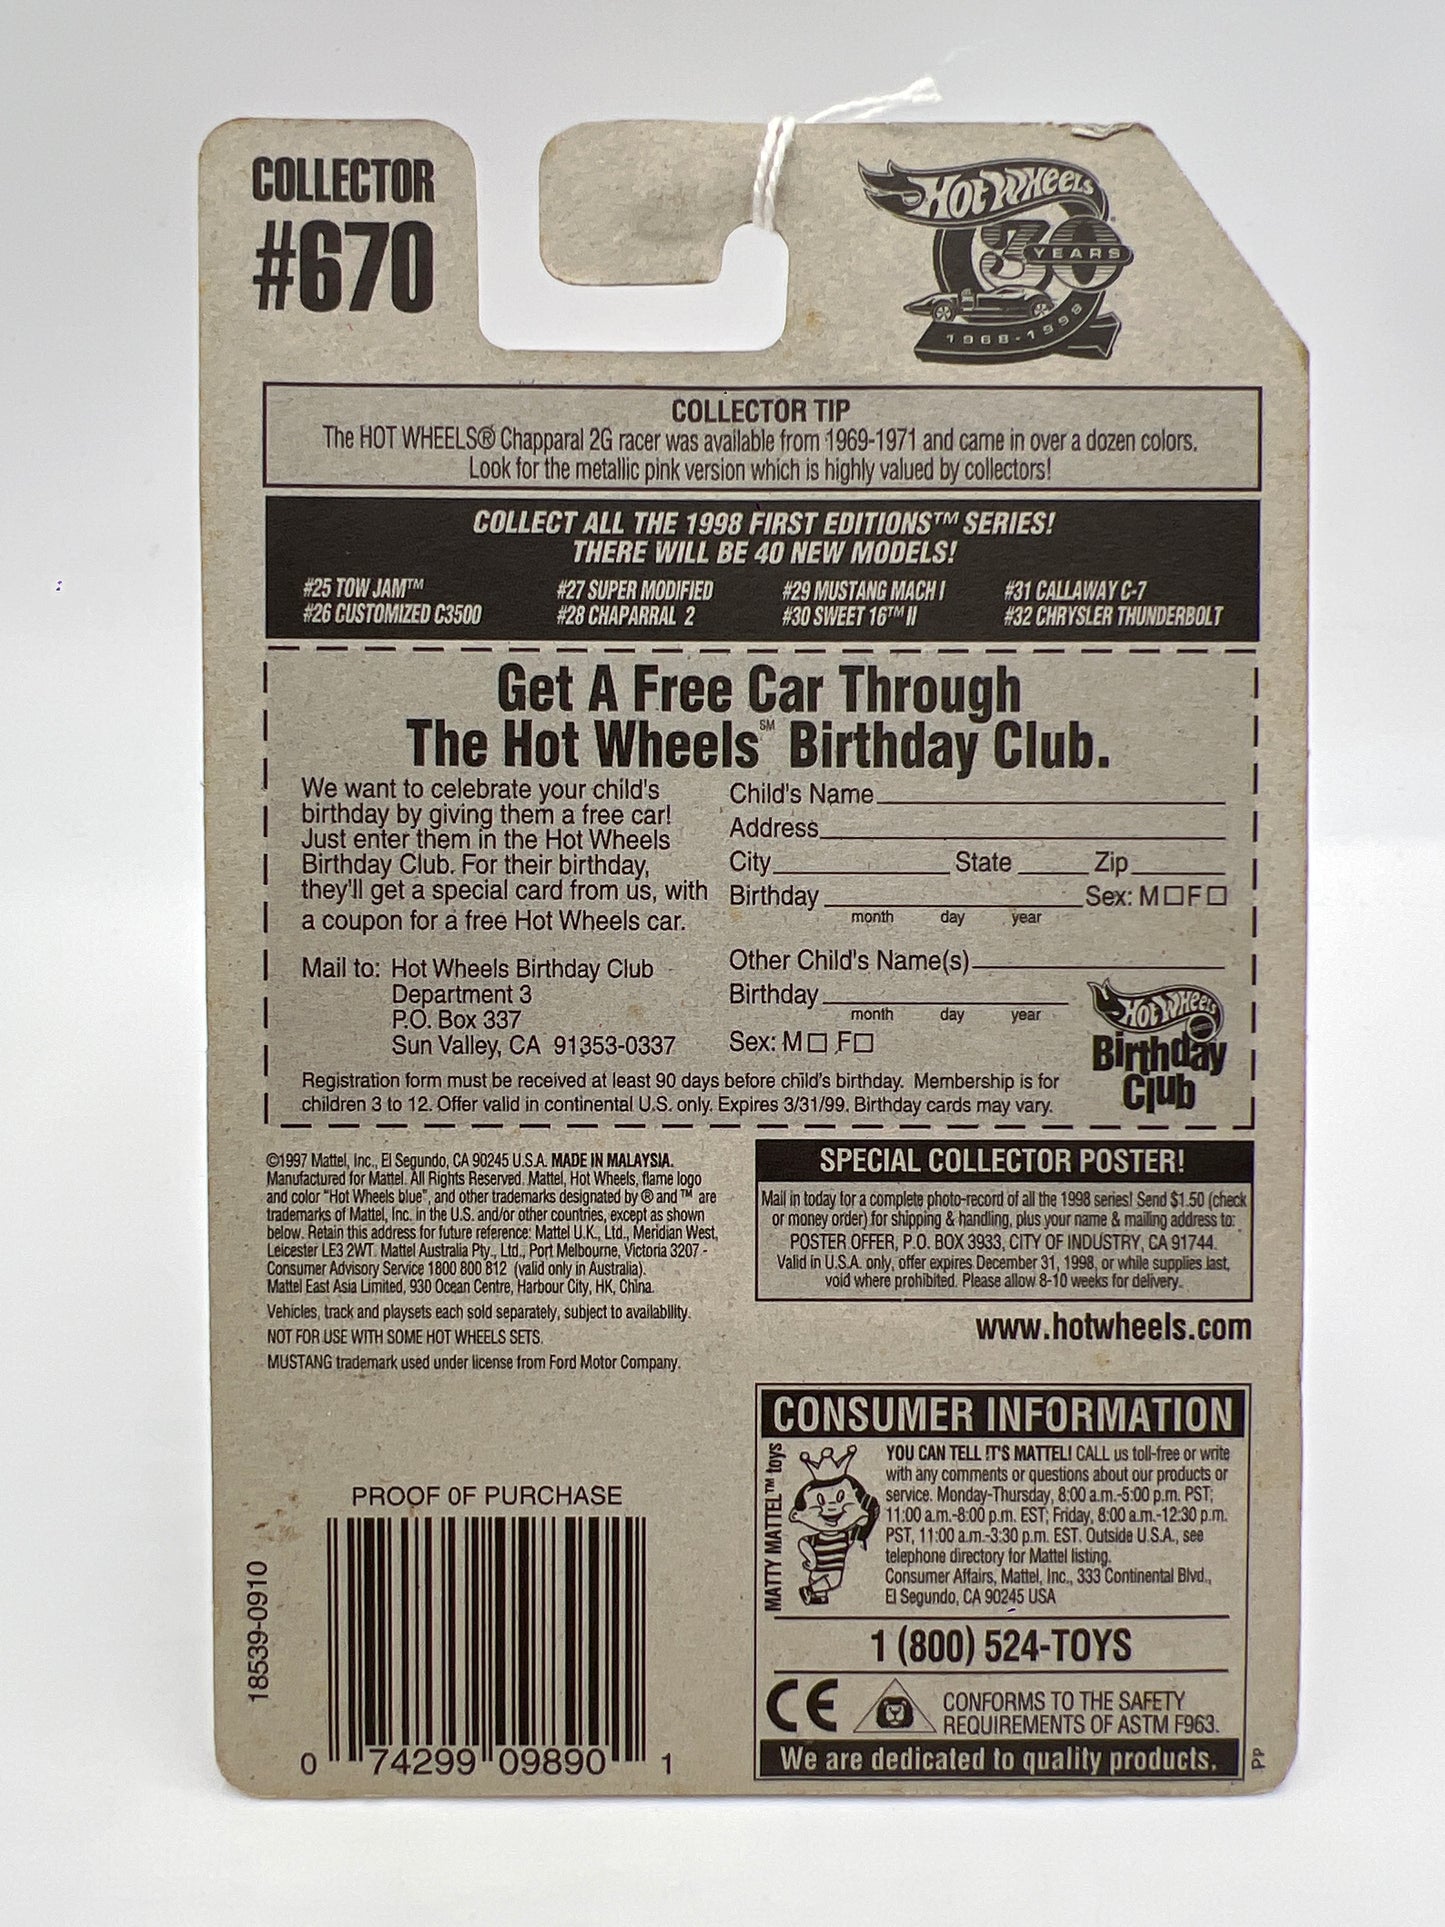 COLLECTOR
#670
HOT WHEELS
30
YEARS
1968-1998
COLLECTOR TIP
The HOT WHEELS® Chapparal 2G racer was available from 1969-1971 and came in over a dozen colors.
Look for the metallic pink version which is highly valued by collectors!
COLLECT ALL THE 1998 FIRST EDITIONS™ SERIES!
THERE WILL BE 40 NEW MODELS!
#25 TOW JAM™ #27 SUPER MODIFIED #29 MUSTANG MACH I #31 CALLAWAY C-7
#26 CUSTOMIZED C3500 #28 CHAPARRAL 2 #30 SWEET 16™ II #32 CHRYSLER THUNDERBOLT
Get A Free Car Through
The Hot Wheels℠ Birthday Club.
We want to celebrate your child's
birthday by giving them a free car!
Just enter them in the Hot Wheels
Birthday Club. For their birthday,
they'll get a special card from us, with
a coupon for a free Hot Wheels car.
Mail to: Hot Wheels Birthday Club
Department 3
P.O. Box 337
Sun Valley, CA 91353-0337
Child's Name
Address
City State Zip
Birthday Sex: M☐ F☐
month day year
Other Child's Name(s)
Birthday
month day year
Sex: M☐ F☐
HOT WHEELS
Birthday
Club
Registration form must be received at least 90 days before child's birthday. Membership is for
children 3 to 12. Offer valid in continental U.S. only. Expires 3/31/99. Birthday cards may vary.
©1997 Mattel, Inc., El Segundo, CA 90245 U.S.A. MADE IN MALAYSIA.
Manufactured for Mattel. All Rights Reserved. Mattel, Hot Wheels, flame logo
and color "Hot Wheels blue", and other trademarks designated by ® and ™ are
trademarks of Mattel, Inc. in the U.S. and/or other countries, except as shown
below. Retain this address for future reference: Mattel U.K., Ltd., Meridian West,
Leicester LE3 2WT. Mattel Australia Pty., Ltd., Port Melbourne, Victoria 3207 -
Consumer Advisory Service 1800 800 812 (valid only in Australia).
Mattel East Asia Limited, 930 Ocean Centre, Harbour City, HK, China.
Vehicles, track and playsets each sold separately, subject to availability.
NOT FOR USE WITH SOME HOT WHEELS SETS.
MUSTANG trademark used under license from Ford Motor Company.
SPECIAL COLLECTOR POSTER!
Mail in today for a complete photo-record of all the 1998 series! Send $1.50 (check
or money order) for shipping & handling, plus your name & mailing address to:
POSTER OFFER, P.O. BOX 3933, CITY OF INDUSTRY, CA 91744.
Valid in U.S.A. only, offer expires December 31, 1998, or while supplies last,
void where prohibited. Please allow 8-10 weeks for delivery.
www.hotwheels.com
PROOF OF PURCHASE
18539-0910
0 74299 09890 1
CONSUMER INFORMATION
MATTY MATTEL™ toys
YOU CAN TELL IT'S MATTEL! CALL us toll-free or write
with any comments or questions about our products or
service. Monday-Thursday, 8:00 a.m.-5:00 p.m. PST;
11:00 a.m.-8:00 p.m. EST; Friday, 8:00 a.m.-12:30 p.m.
PST, 11:00 a.m.-3:30 p.m. EST. Outside U.S.A., see
telephone directory for Mattel listing.
Consumer Affairs, Mattel, Inc., 333 Continental Blvd.,
El Segundo, CA 90245 USA
1 (800) 524-TOYS
CE
CONFORMS TO THE SAFETY
REQUIREMENTS OF ASTM F963.
We are dedicated to quality products.
PP